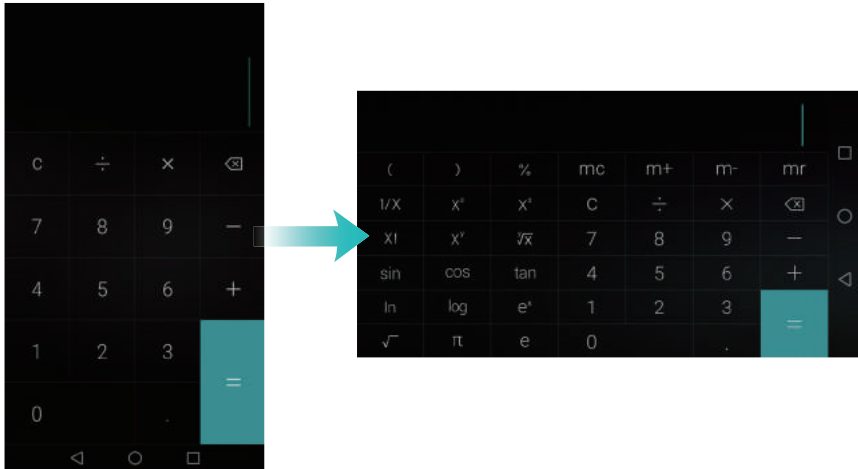 C ÷ ×
7 8 9 −
4 5 6 +
1 2 3
=
0 .
( ) % mc m+ m- mr
1/X X² X³ C ÷ ×
X! Xʸ ʸ√X 7 8 9 −
sin cos tan 4 5 6 +
ln log eˣ 1 2 3
=
√ π e 0 .